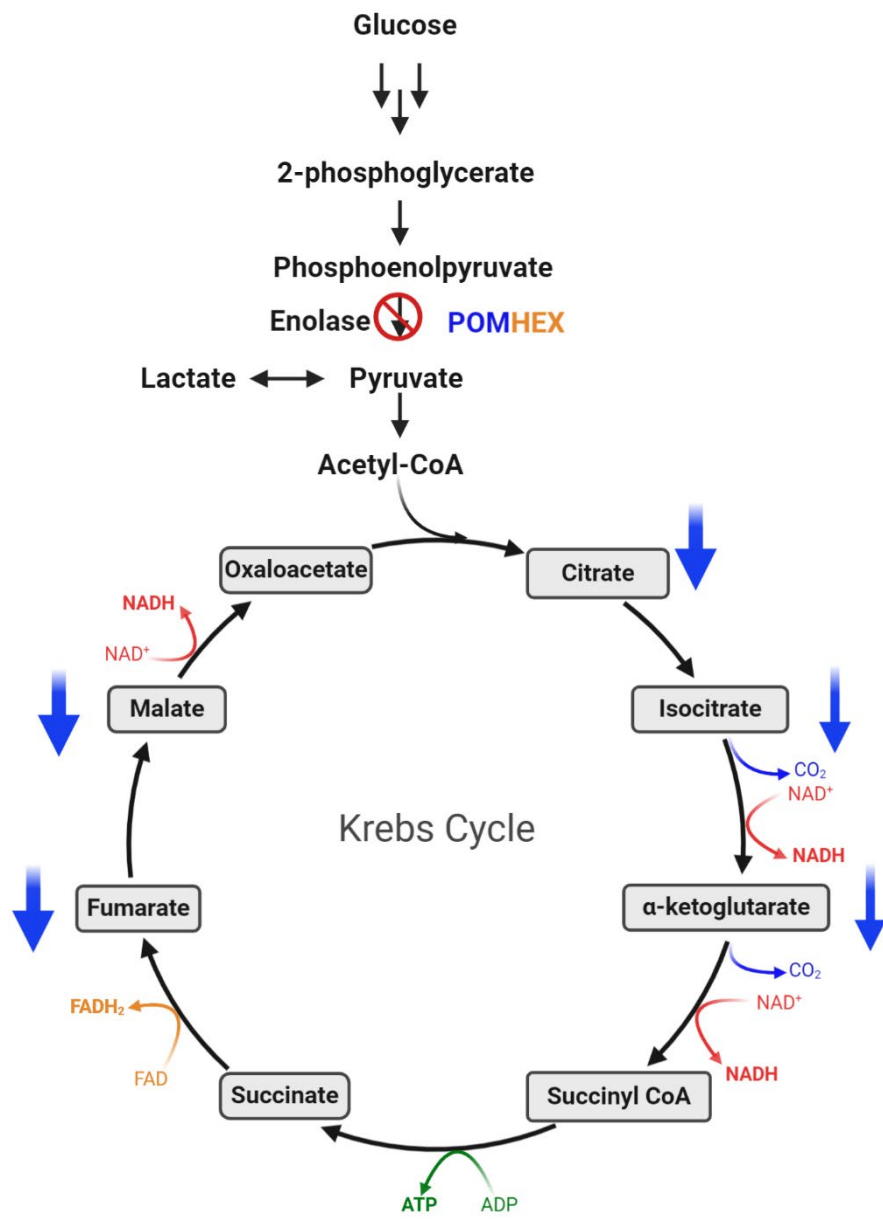 Glucose
2-phosphoglycerate
Phosphoenolpyruvate
Enolase POMHEX
Lactate Pyruvate
Acetyl-CoA
Oxaloacetate
Citrate
NADH
NAD⁺
Malate
Isocitrate
CO₂
NAD⁺
NADH
Krebs Cycle
Fumarate
α-ketoglutarate
CO₂
NAD⁺
NADH
FADH₂
FAD
Succinate
Succinyl CoA
ATP
ADP